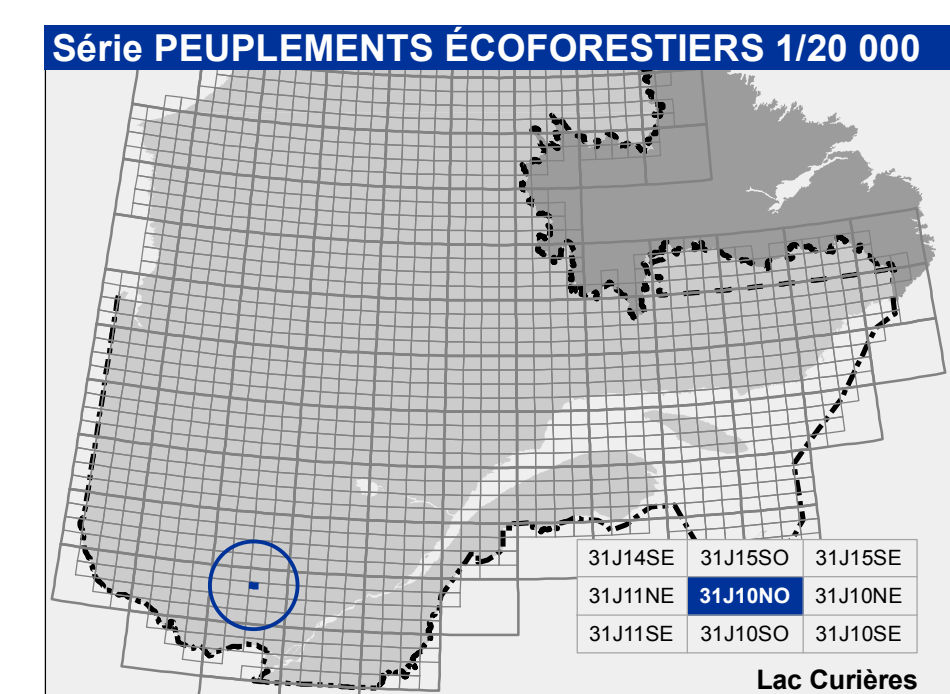 Série PEUPLEMENTS ÉCOFORESTIERS 1/20 000
31J14SE 31J15SO 31J15SE
31J11NE 31J10NO 31J10NE
31J11SE 31J10SO 31J10SE
Lac Curières